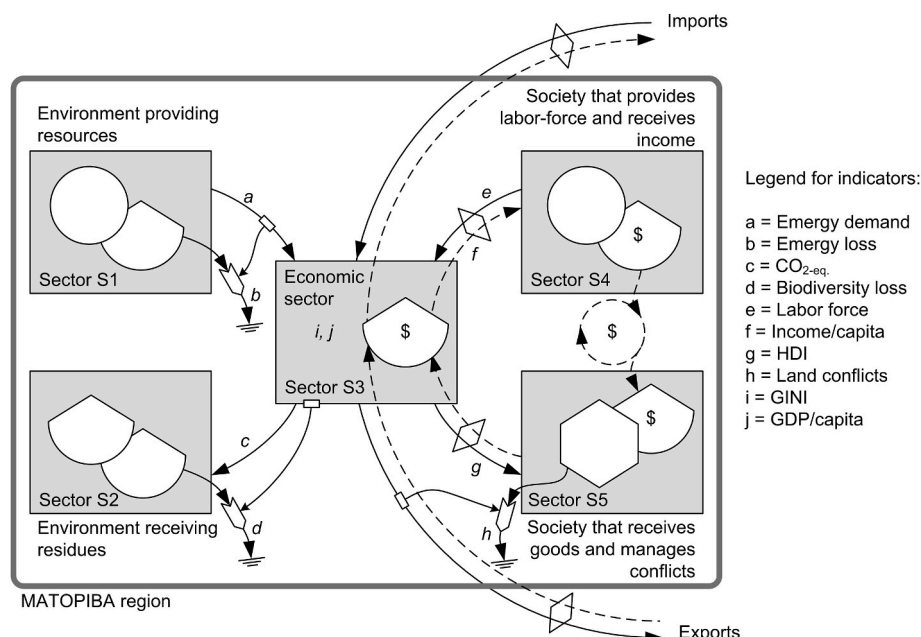 Imports
Environment providing
resources
Society that provides
labor-force and receives
income
a
e
f
Sector S1
b
$
Sector S4
Economic
sector
i, j
$
Sector S3
$
Legend for indicators:
a = Emergy demand
b = Emergy loss
c = CO2-eq.
d = Biodiversity loss
e = Labor force
f = Income/capita
g = HDI
h = Land conflicts
i = GINI
j = GDP/capita
c
g
$
Sector S2
d
Sector S5
h
Environment receiving
residues
Society that receives
goods and manages
conflicts
MATOPIBA region
Exports